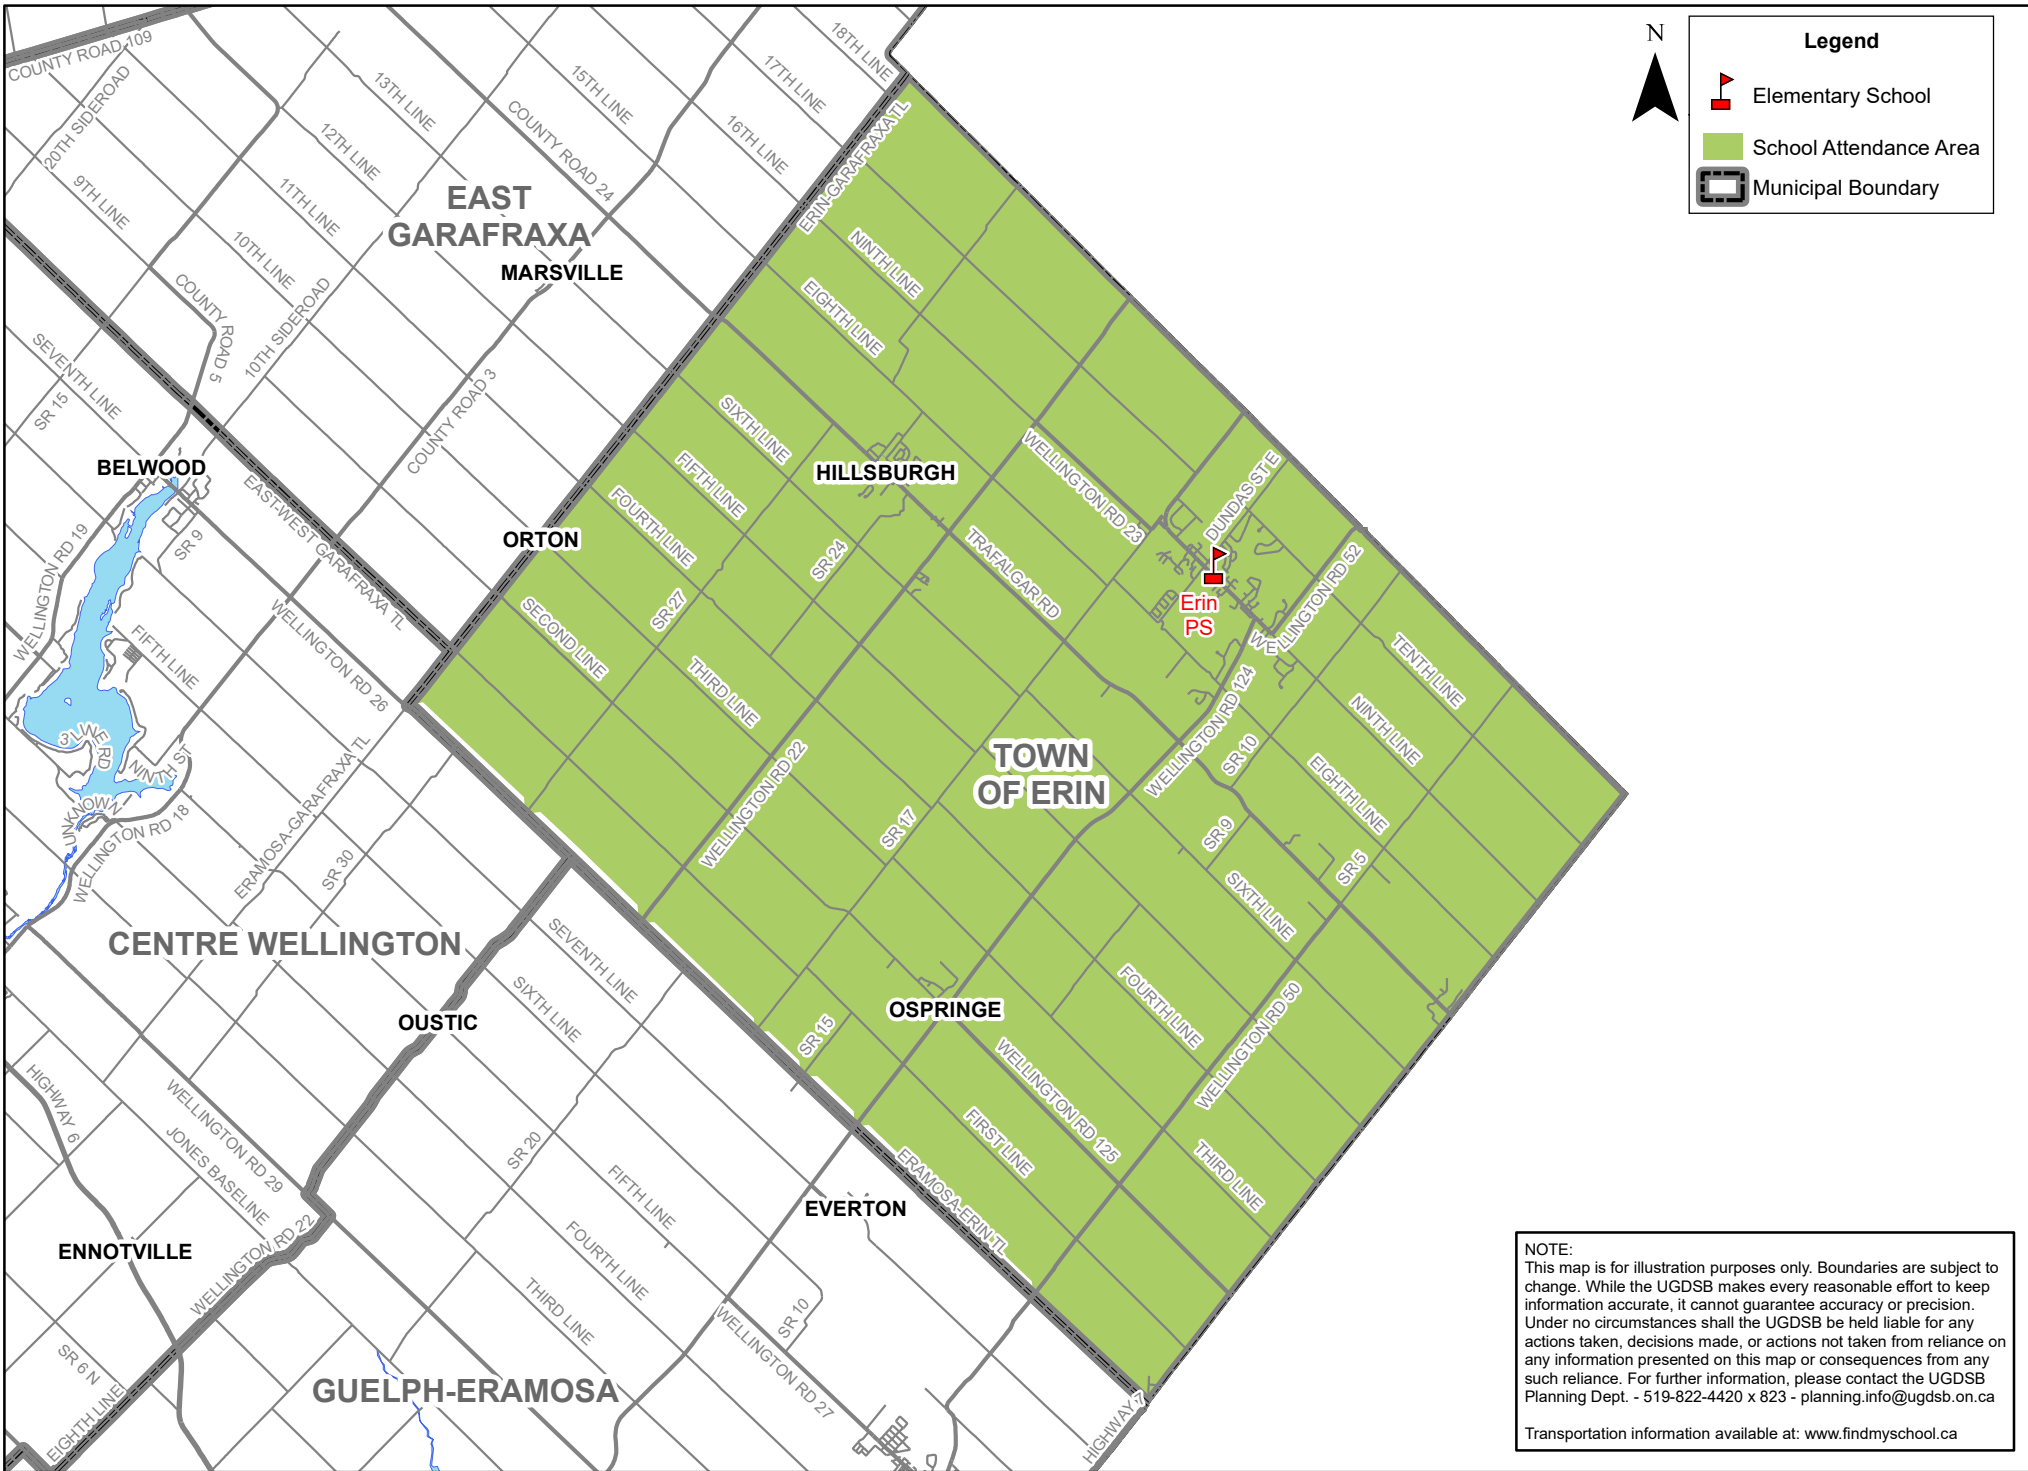 COUNTY ROAD 109
20TH SIDEROAD
9TH LINE
13TH LINE
12TH LINE
11TH LINE
10TH LINE
15TH LINE
COUNTY ROAD 24
18TH LINE
17TH LINE
16TH LINE
ERIN-GARAFRAXA TL
EAST
GARAFRAXA
MARSVILLE
COUNTY ROAD 5
10TH SIDEROAD
COUNTY ROAD 3
SEVENTH LINE
SR 15
BELWOOD
EAST-WEST GARAFRAXA TL
WELLINGTON RD 19
SR 9
FIFTH LINE
WELLINGTON RD 26
3 LINE RD
NINTH ST
UNKNOWN
WELLINGTON RD 18
ERAMOSA-GARAFRAXA TL
SR 30
ORTON
NINTH LINE
EIGHTH LINE
SIXTH LINE
FIFTH LINE
FOURTH LINE
HILLSBURGH
SR 24
SR 27
SECOND LINE
THIRD LINE
WELLINGTON RD 22
WELLINGTON RD 23
DUNDAS ST E
TRAFALGAR RD
Erin
PS
WELLINGTON RD 52
WELLINGTON RD 124
TENTH LINE
NINTH LINE
EIGHTH LINE
SR 10
TOWN
OF ERIN
SR 17
SR 9
SR 5
SIXTH LINE
FOURTH LINE
WELLINGTON RD 50
OSPRINGE
SR 15
WELLINGTON RD 125
FIRST LINE
THIRD LINE
ERAMOSA-ERIN TL
CENTRE WELLINGTON
OUSTIC
SEVENTH LINE
SIXTH LINE
HIGHWAY 6
WELLINGTON RD 29
JONES BASELINE
SR 20
FIFTH LINE
FOURTH LINE
THIRD LINE
EVERTON
ENNOTVILLE
WELLINGTON RD 22
SR 6 N
EIGHTH LINE
GUELPH-ERAMOSA
SR 10
WELLINGTON RD 27
HIGHWAY 7
N
Legend
Elementary School
School Attendance Area
Municipal Boundary
NOTE:
This map is for illustration purposes only. Boundaries are subject to
change. While the UGDSB makes every reasonable effort to keep
information accurate, it cannot guarantee accuracy or precision.
Under no circumstances shall the UGDSB be held liable for any
actions taken, decisions made, or actions not taken from reliance on
any information presented on this map or consequences from any
such reliance. For further information, please contact the UGDSB
Planning Dept. - 519-822-4420 x 823 - planning.info@ugdsb.on.ca
Transportation information available at: www.findmyschool.ca